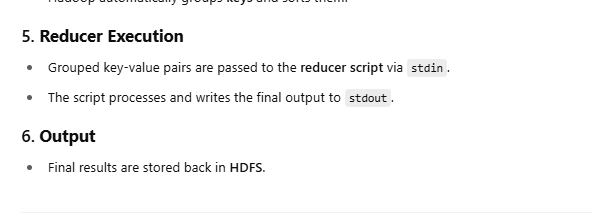 Hadoop automatically groups keys and sorts them.
5. Reducer Execution
Grouped key-value pairs are passed to the reducer script via stdin.
The script processes and writes the final output to stdout.
6. Output
Final results are stored back in HDFS.